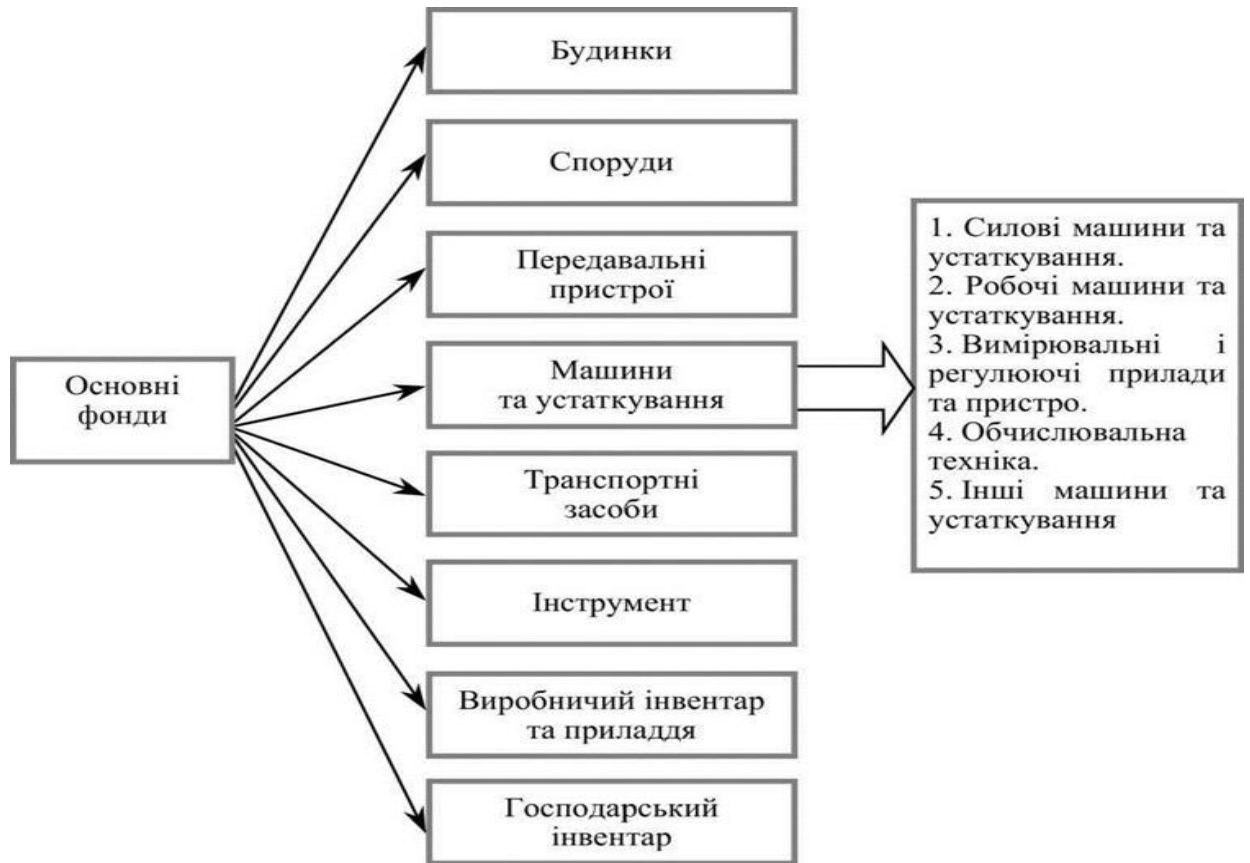 Основні
фонди
Будинки
Споруди
Передавальні
пристрої
Машини
та устаткування
Транспортні
засоби
Інструмент
Виробничий інвентар
та приладдя
Господарський
інвентар
1. Силові машини та
устаткування.
2. Робочі машини та
устаткування.
3. Вимірювальні і
регулюючі прилади
та пристро.
4. Обчислювальна
техніка.
5. Інші машини та
устаткування